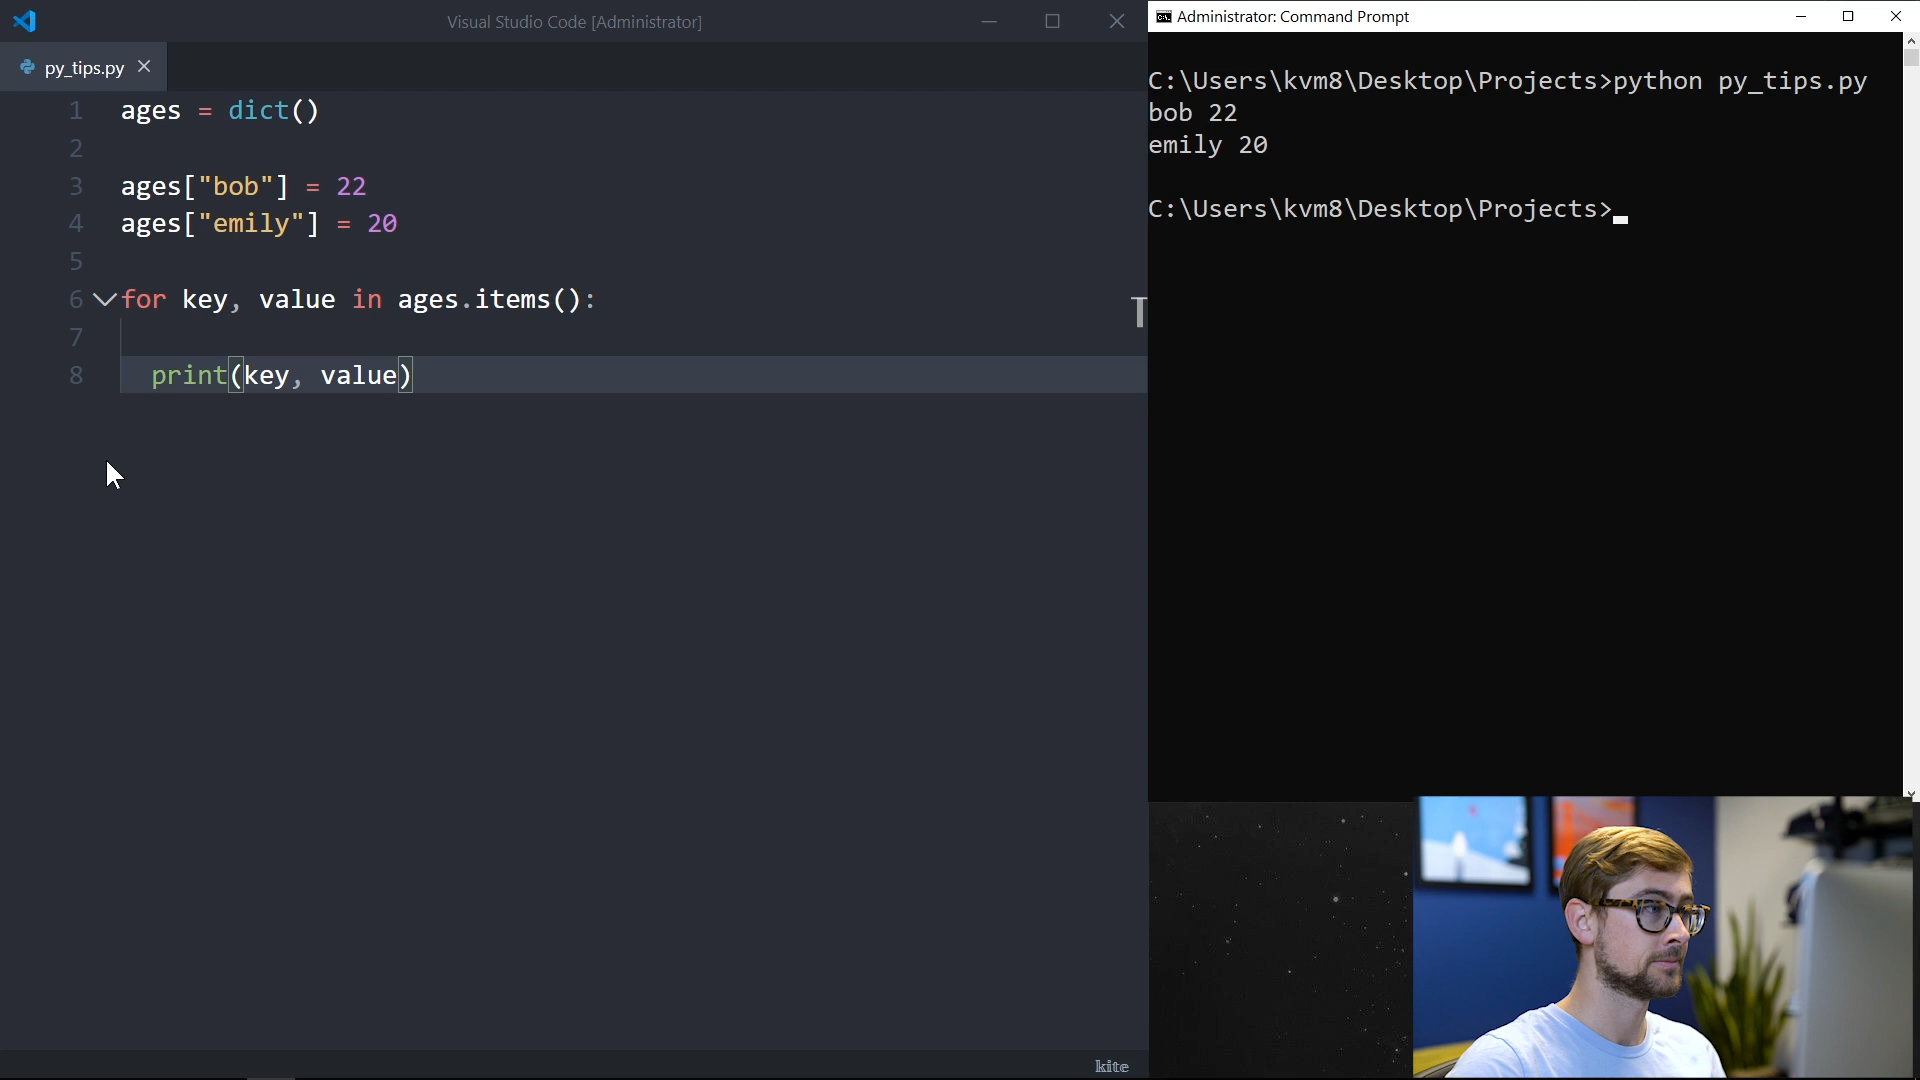 Visual Studio Code [Administrator]
py_tips.py
1 ages = dict()
2
3 ages["bob"] = 22
4 ages["emily"] = 20
5
6 for key, value in ages.items():
7
8 print(key, value)
kite
Administrator: Command Prompt
C:\Users\kvm8\Desktop\Projects>python py_tips.py
bob 22
emily 20
C:\Users\kvm8\Desktop\Projects>